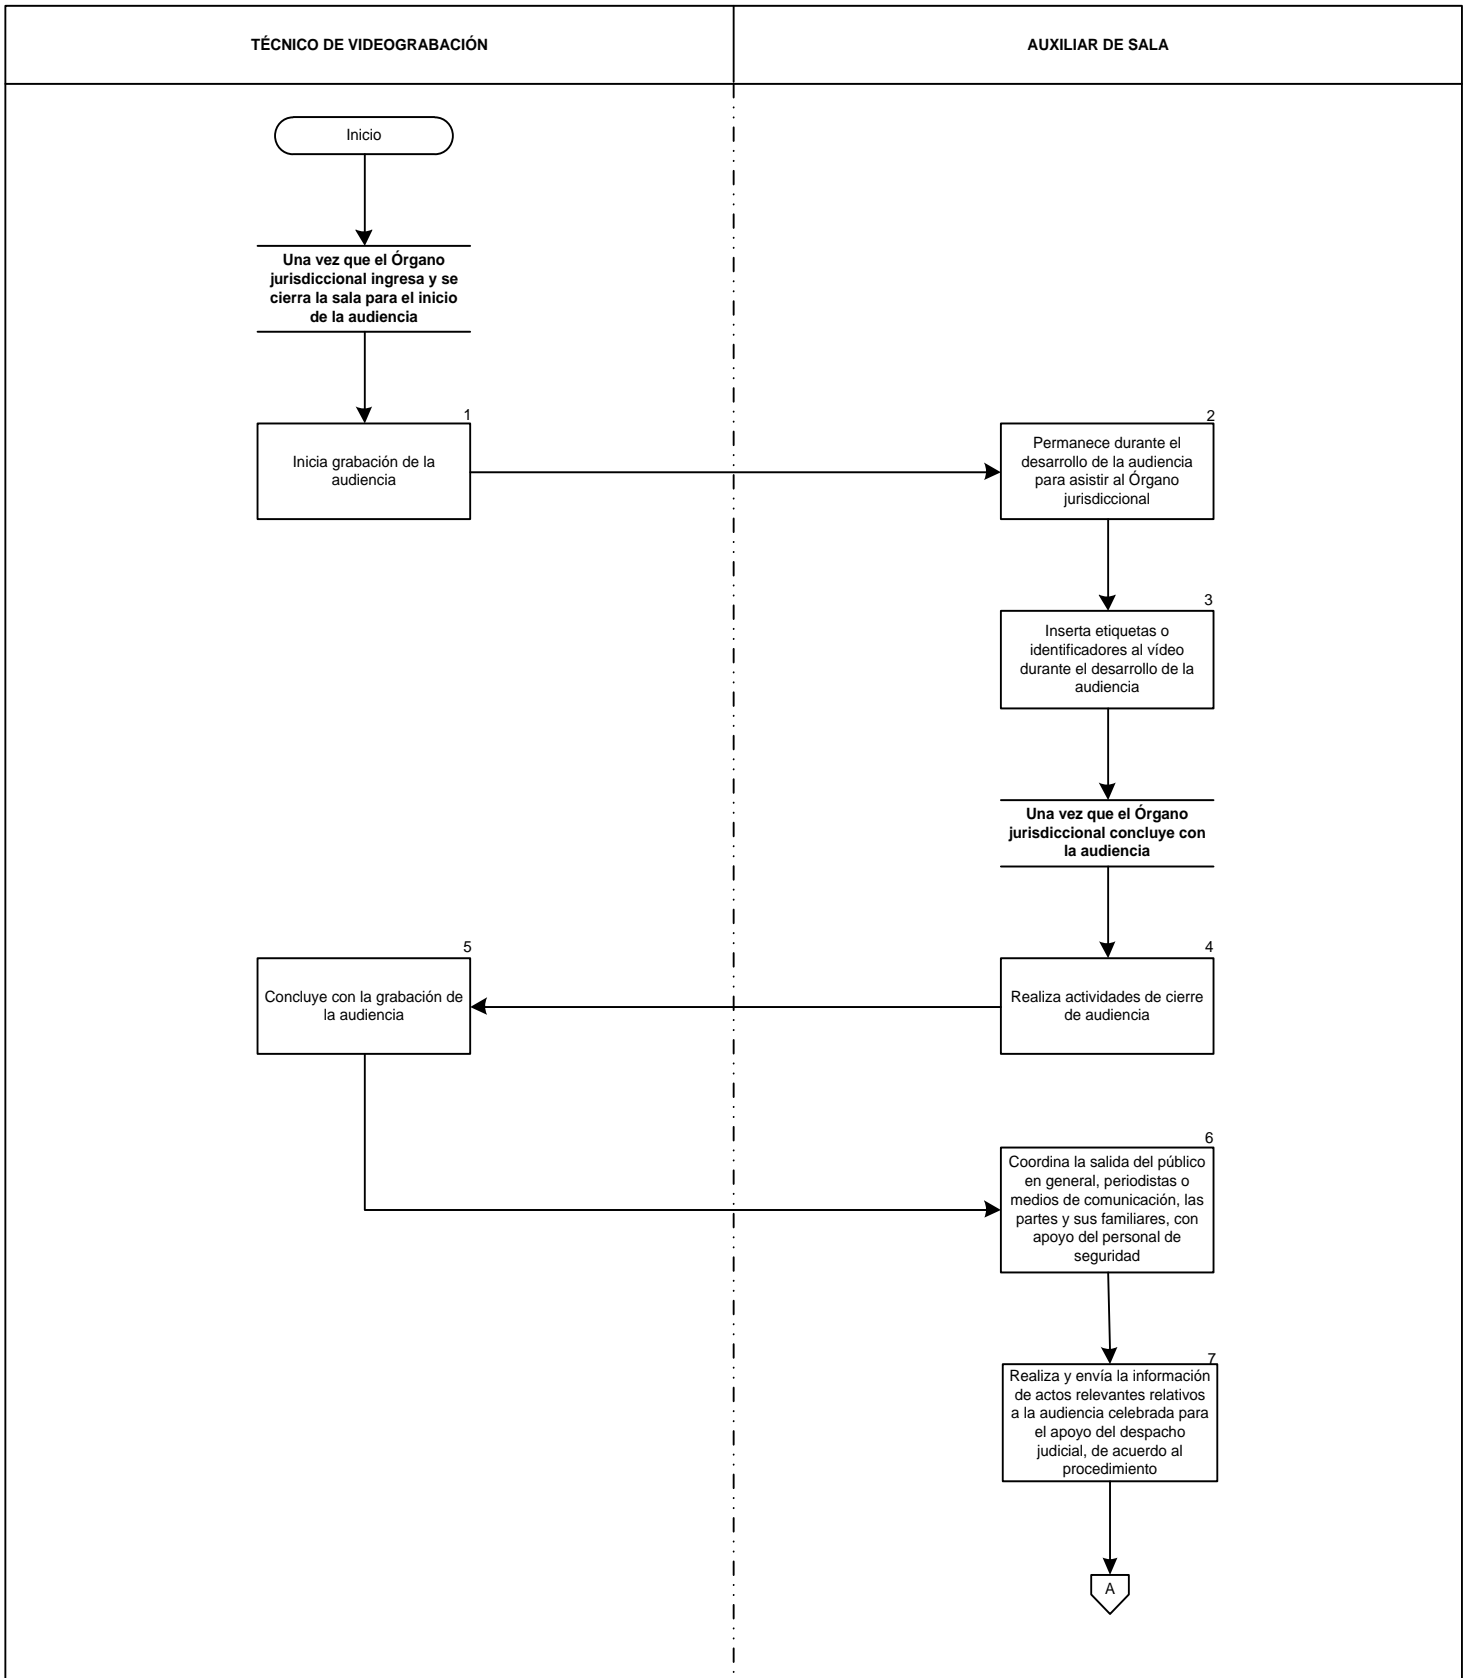 TÉCNICO DE VIDEOGRABACIÓN
AUXILIAR DE SALA
Inicio
Una vez que el Órgano
jurisdiccional ingresa y se
cierra la sala para el inicio
de la audiencia
1
Inicia grabación de la
audiencia
2
Permanece durante el
desarrollo de la audiencia
para asistir al Órgano
jurisdiccional
3
Inserta etiquetas o
identificadores al vídeo
durante el desarrollo de la
audiencia
Una vez que el Órgano
jurisdiccional concluye con
la audiencia
4
Realiza actividades de cierre
de audiencia
5
Concluye con la grabación de
la audiencia
6
Coordina la salida del público
en general, periodistas o
medios de comunicación, las
partes y sus familiares, con
apoyo del personal de
seguridad
7
Realiza y envía la información
de actos relevantes relativos
a la audiencia celebrada para
el apoyo del despacho
judicial, de acuerdo al
procedimiento
A